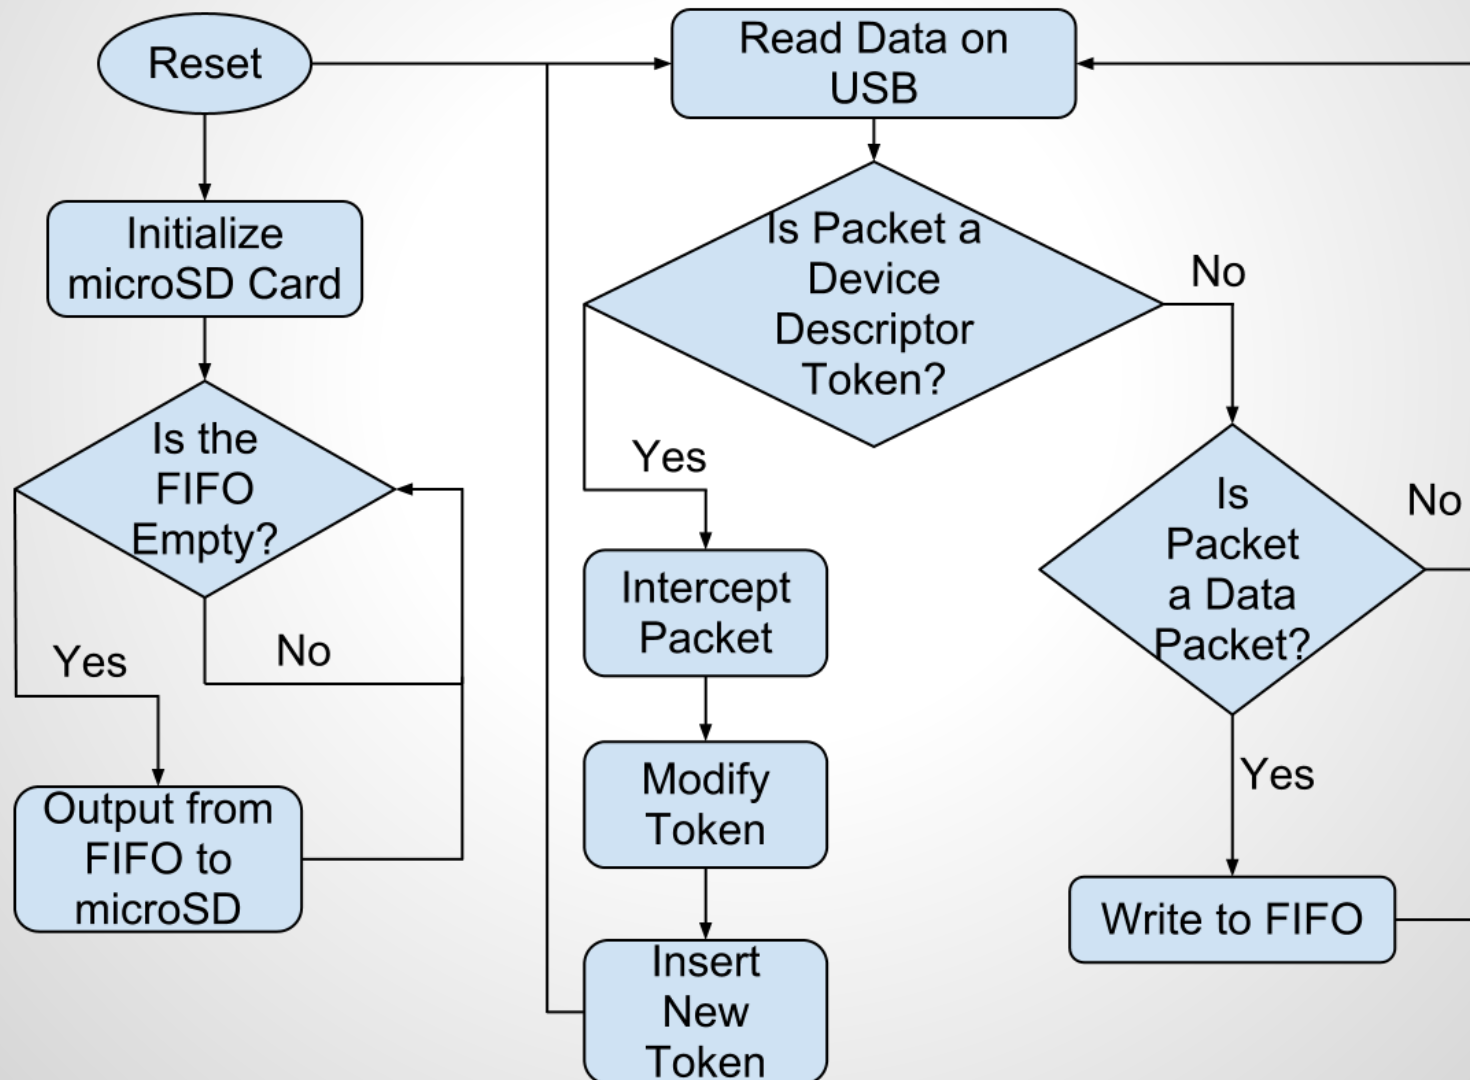 Reset
Read Data on
USB
Initialize
microSD Card
Is Packet a
Device
Descriptor
Token?
No
Is the
FIFO
Empty?
Yes
No
Yes
Is
Packet
a Data
Packet?
No
Intercept
Packet
Modify
Token
Yes
Output from
FIFO to
microSD
Write to FIFO
Insert
New
Token